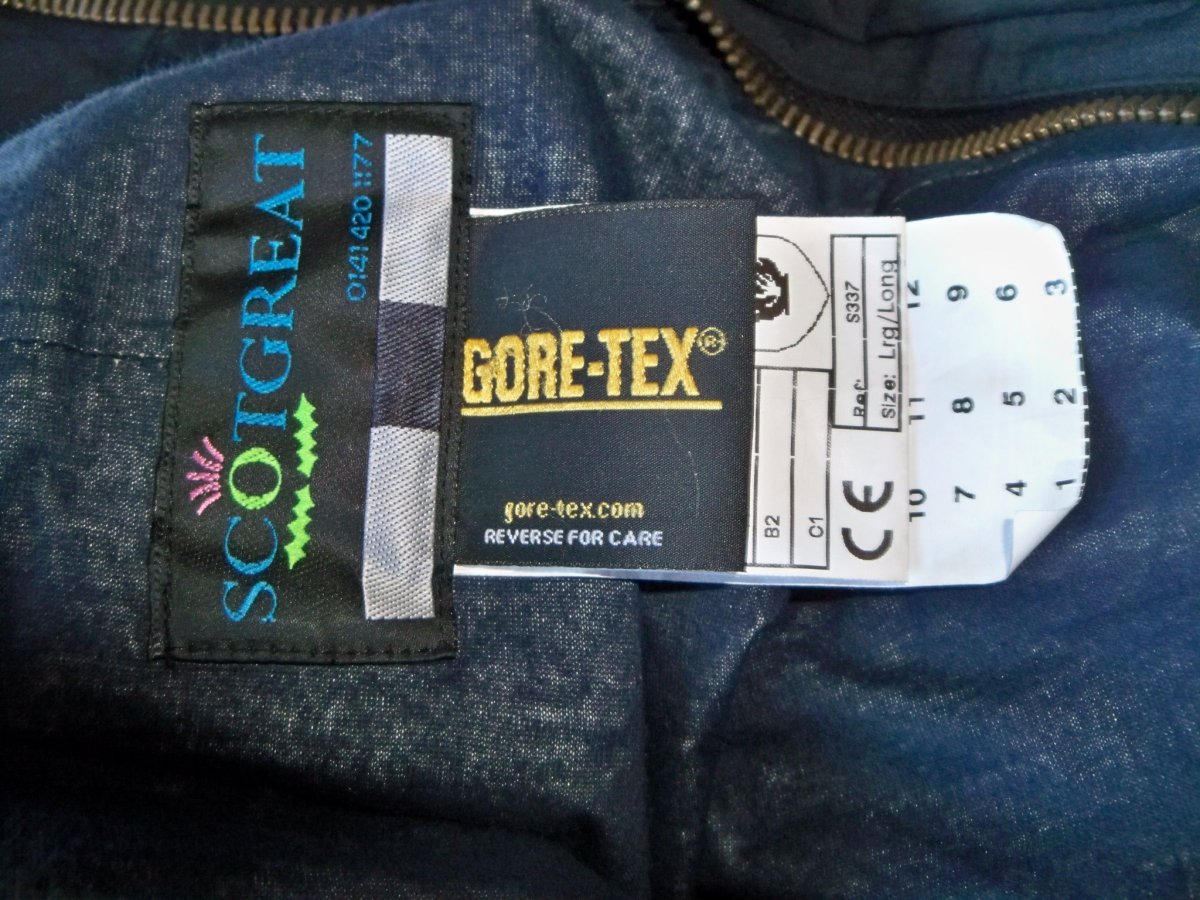 SCOTGREAT
0141 420 1177
GORE-TEX®
gore-tex.com
REVERSE FOR CARE
B2
C1
Ref: S337
Size: Lrg/Long
CE
10 11 12
7 8 9
4 5 6
1 2 3